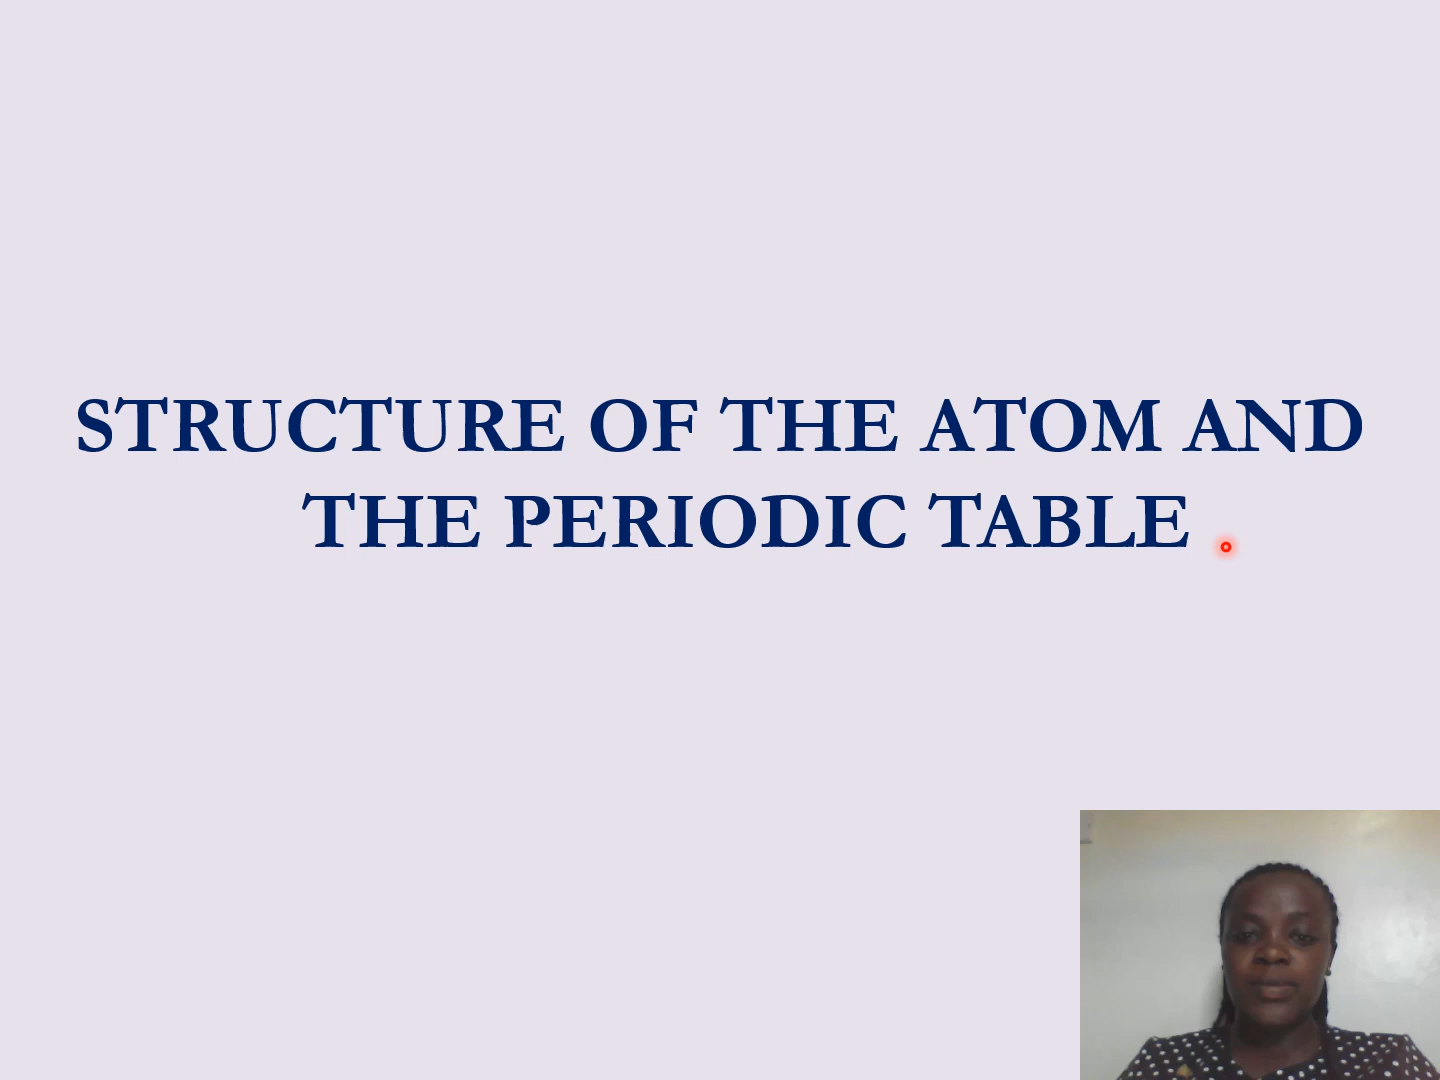 STRUCTURE OF THE ATOM AND
THE PERIODIC TABLE